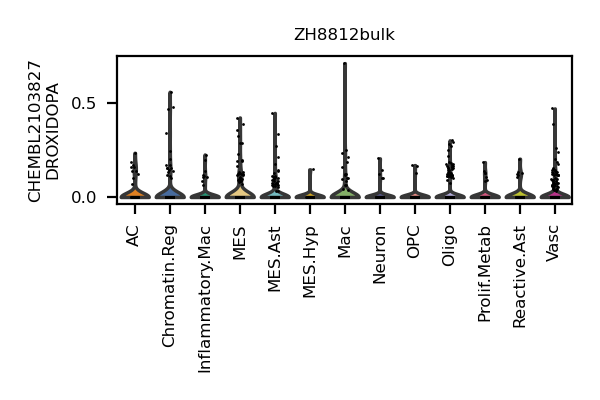 ZH8812bulk
CHEMBL2103827
DROXIDOPA
0.5
0.0
AC
Chromatin.Reg
Inflammatory.Mac
MES
MES.Ast
MES.Hyp
Mac
Neuron
OPC
Oligo
Prolif.Metab
Reactive.Ast
Vasc